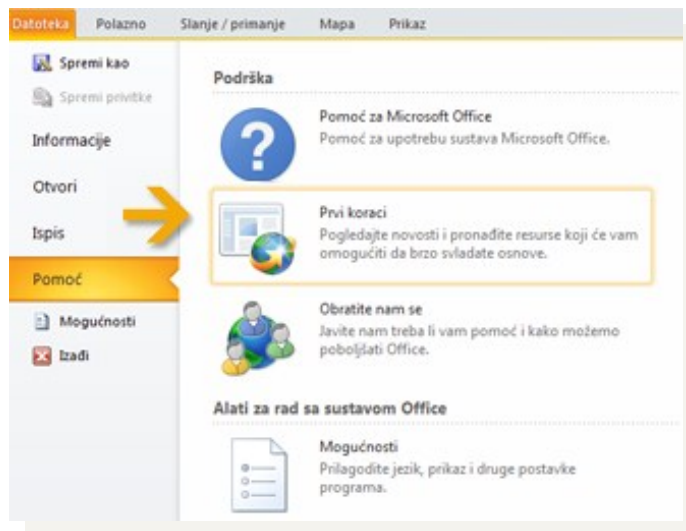 Datoteka Polazno Slanje / primanje Mapa Prikaz
Spremi kao
Spremi privitke
Informacije
Otvori
Ispis
Pomoć
Mogućnosti
Izađi
Podrška
Pomoć za Microsoft Office
Pomoć za upotrebu sustava Microsoft Office.
Prvi koraci
Pogledajte novosti i pronađite resurse koji će vam
omogućiti da brzo svladate osnove.
Obratite nam se
Javite nam treba li vam pomoć i kako možemo
poboljšati Office.
Alati za rad sa sustavom Office
Mogućnosti
Prilagodite jezik, prikaz i druge postavke
programa.